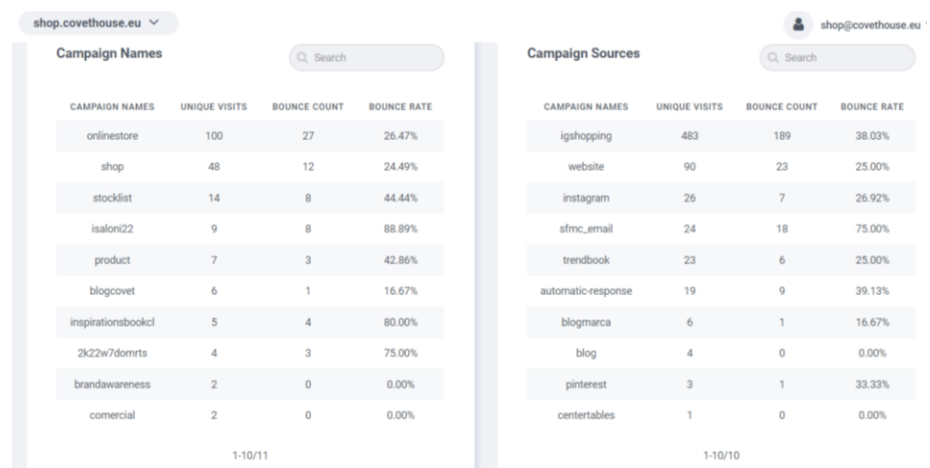 shop.covethouse.eu
shop@covethouse.eu
Campaign Names
Search
CAMPAIGN NAMES UNIQUE VISITS BOUNCE COUNT BOUNCE RATE
onlinestore 100 27 26.47%
shop 48 12 24.49%
stocklist 14 8 44.44%
isaloni22 9 8 88.89%
product 7 3 42.86%
blogcovet 6 1 16.67%
inspirationsbookcl 5 4 80.00%
2k22w7domrts 4 3 75.00%
brandawareness 2 0 0.00%
comercial 2 0 0.00%
1-10/11
Campaign Sources
Search
CAMPAIGN NAMES UNIQUE VISITS BOUNCE COUNT BOUNCE RATE
igshopping 483 189 38.03%
website 90 23 25.00%
instagram 26 7 26.92%
sfmc_email 24 18 75.00%
trendbook 23 6 25.00%
automatic-response 19 9 39.13%
blogmarca 6 1 16.67%
blog 4 0 0.00%
pinterest 3 1 33.33%
centertables 1 0 0.00%
1-10/10